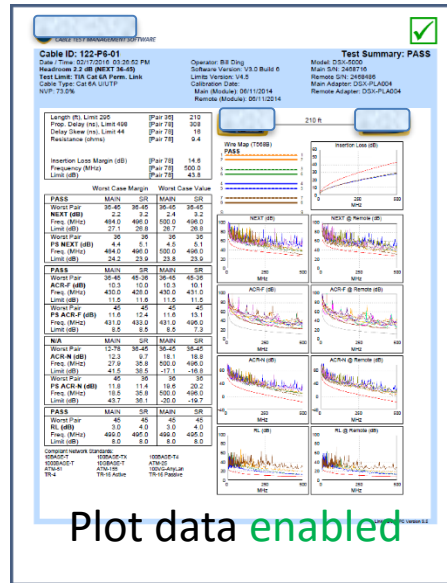 CABLE TEST MANAGEMENT SOFTWARE
Cable ID: 122-P6-01
Test Summary: PASS
Date / Time: 02/17/2016 03:26:52 PM
Headroom 2.2 dB (NEXT 36-45)
Test Limit: TIA Cat 6A Perm. Link
Cable Type: Cat 6A U/UTP
NVP: 73.0%
Operator: Bill Ding
Software Version: V3.0 Build 6
Limits Version: V4.8
Calibration Date:
Main (Module): 06/11/2014
Remote (Module): 06/11/2014
Model: DSX-5000
Main S/N: 2468716
Remote S/N: 2468486
Main Adapter: DSX-PLA004
Remote Adapter: DSX-PLA004
Length (ft), Limit 295 [Pair 36] 210
Prop. Delay (ns), Limit 498 [Pair 78] 308
Delay Skew (ns), Limit 44 [Pair 78] 16
Resistance (ohms) [Pair 78] 9.4
Insertion Loss Margin (dB) [Pair 78] 14.8
Frequency (MHz) [Pair 78] 500.0
Limit (dB) [Pair 78] 43.8
210 ft
Wire Map (T568B)
PASS
Insertion Loss (dB)
Worst Case Margin Worst Case Value
PASS MAIN SR MAIN SR
Worst Pair 36-45 36-45 36-45 36-45
NEXT (dB) 2.2 3.2 2.4 3.2
Freq. (MHz) 484.0 498.0 500.0 498.0
Limit (dB) 27.1 26.8 26.7 26.8
Worst Pair 36 36 36 36
PS NEXT (dB) 4.4 5.1 4.5 5.1
Freq. (MHz) 484.0 498.0 500.0 498.0
Limit (dB) 24.2 23.9 23.8 23.9
PASS MAIN SR MAIN SR
Worst Pair 36-45 45-36 36-45 45-36
ACR-F (dB) 10.3 10.0 10.3 10.1
Freq. (MHz) 430.0 428.0 430.0 431.0
Limit (dB) 11.5 11.6 11.5 11.5
Worst Pair 45 45 45 45
PS ACR-F (dB) 11.6 12.4 11.6 13.1
Freq. (MHz) 431.0 433.0 431.0 496.0
Limit (dB) 8.5 8.5 8.5 7.3
N/A MAIN SR MAIN SR
Worst Pair 12-78 36-45 36-45 36-45
ACR-N (dB) 12.3 9.7 18.1 18.8
Freq. (MHz) 27.9 35.8 500.0 498.0
Limit (dB) 41.5 38.5 -17.1 -16.8
Worst Pair 45 36 36 36
PS ACR-N (dB) 11.8 11.4 19.6 20.2
Freq. (MHz) 18.5 35.8 500.0 498.0
Limit (dB) 43.7 36.1 -20.0 -19.7
PASS MAIN SR MAIN SR
Worst Pair 45 45 45 45
RL (dB) 3.0 4.0 3.0 4.0
Freq. (MHz) 499.0 495.0 499.0 495.0
Limit (dB) 8.0 8.0 8.0 8.0
NEXT (dB)
NEXT @ Remote (dB)
ACR-F (dB)
ACR-F @ Remote (dB)
ACR-N (dB)
ACR-N @ Remote (dB)
RL (dB)
RL @ Remote (dB)
Compliant Network Standards:
10BASE-T 100BASE-TX 100BASE-T4
1000BASE-T 10GBASE-T ATM-25
ATM-51 ATM-155 100VG-AnyLan
TR-4 TR-16 Active TR-16 Passive
Plot data enabled